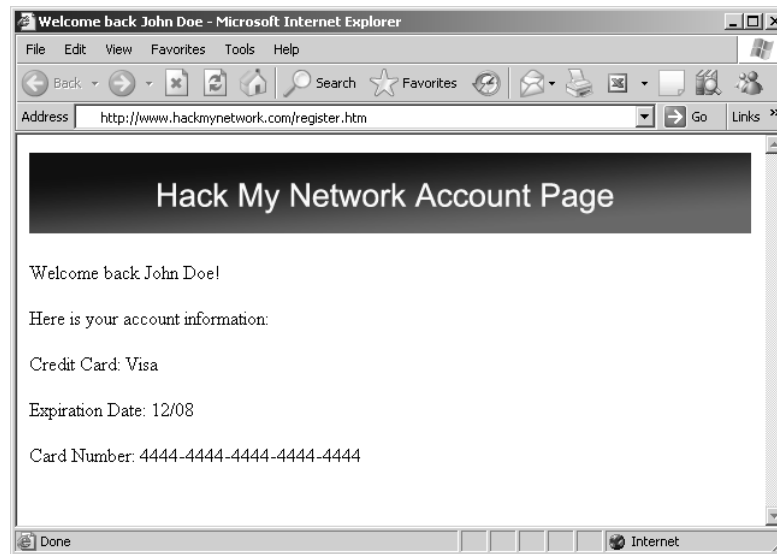 Welcome back John Doe - Microsoft Internet Explorer
File Edit View Favorites Tools Help
Back Search Favorites
Address http://www.hackmynetwork.com/register.htm Go Links »
Hack My Network Account Page
Welcome back John Doe!
Here is your account information:
Credit Card: Visa
Expiration Date: 12/08
Card Number: 4444-4444-4444-4444-4444
Done Internet